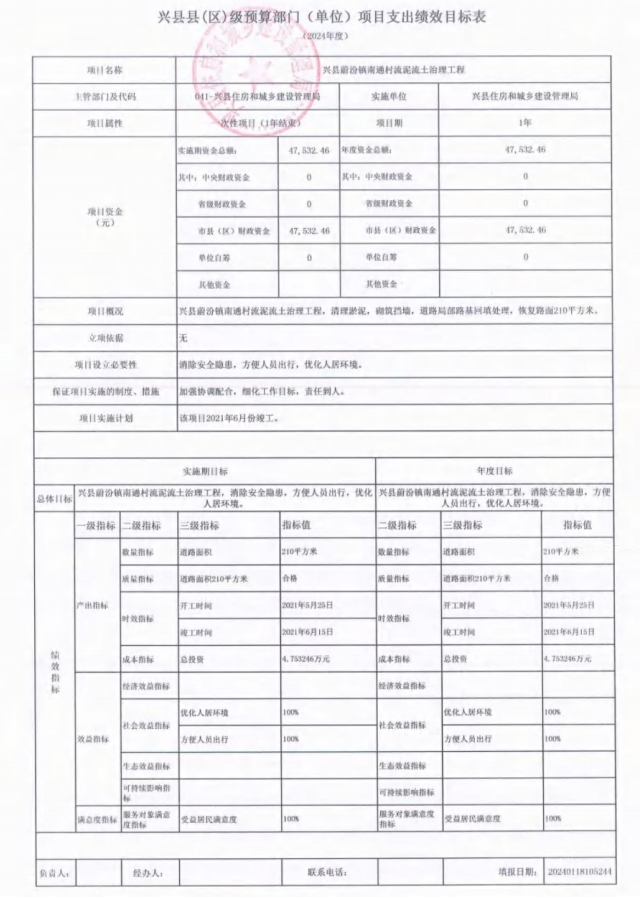 兴县县(区)级预算部门(单位)项目支出绩效目标表
(2024年度)
项目名称 兴县蔚汾镇南通村流泥流土治理工程
主管部门及代码 041-兴县住房和城乡建设管理局 实施单位 兴县住房和城乡建设管理局
项目属性 一次性项目(1年结束) 项目期 1年
项目资金
(元)
实施期资金总额: 47,532.46 年度资金总额: 47,532.46
其中:中央财政资金 0 其中:中央财政资金 0
省级财政资金 0 省级财政资金 0
市县(区)财政资金 47,532.46 市县(区)财政资金 47,532.46
单位自筹 0 单位自筹 0
其他资金 其他资金
项目概况 兴县蔚汾镇南通村流泥流土治理工程,清理淤泥,砌筑挡墙,道路局部路基回填处理,恢复路面210平方米。
立项依据 无
项目设立必要性 消除安全隐患,方便人员出行,优化人居环境。
保证项目实施的制度、措施 加强协调配合,细化工作目标,责任到人。
项目实施计划 该项目2021年6月份竣工。
实施期目标 年度目标
总体目标 兴县蔚汾镇南通村流泥流土治理工程,消除安全隐患,方便人员出行,优化人居环境。 兴县蔚汾镇南通村流泥流土治理工程,消除安全隐患,方便人员出行,优化人居环境。
绩效指标
一级指标 二级指标 三级指标 指标值 二级指标 三级指标 指标值
产出指标
数量指标 道路面积 210平方米 数量指标 道路面积 210平方米
质量指标 道路面积210平方米 合格 质量指标 道路面积210平方米 合格
时效指标 开工时间 2021年5月25日 时效指标 开工时间 2021年5月25日
竣工时间 2021年6月15日 竣工时间 2021年6月15日
成本指标 总投资 4.753246万元 成本指标 总投资 4.753246万元
效益指标
经济效益指标 经济效益指标
社会效益指标 优化人居环境 100% 社会效益指标 优化人居环境 100%
方便人员出行 100% 方便人员出行 100%
生态效益指标 生态效益指标
可持续影响指标 可持续影响指标
满意度指标 服务对象满意度指标 受益居民满意度 100% 服务对象满意度指标 受益居民满意度 100%
负责人: 经办人: 联系电话: 填报日期: 20240118105244